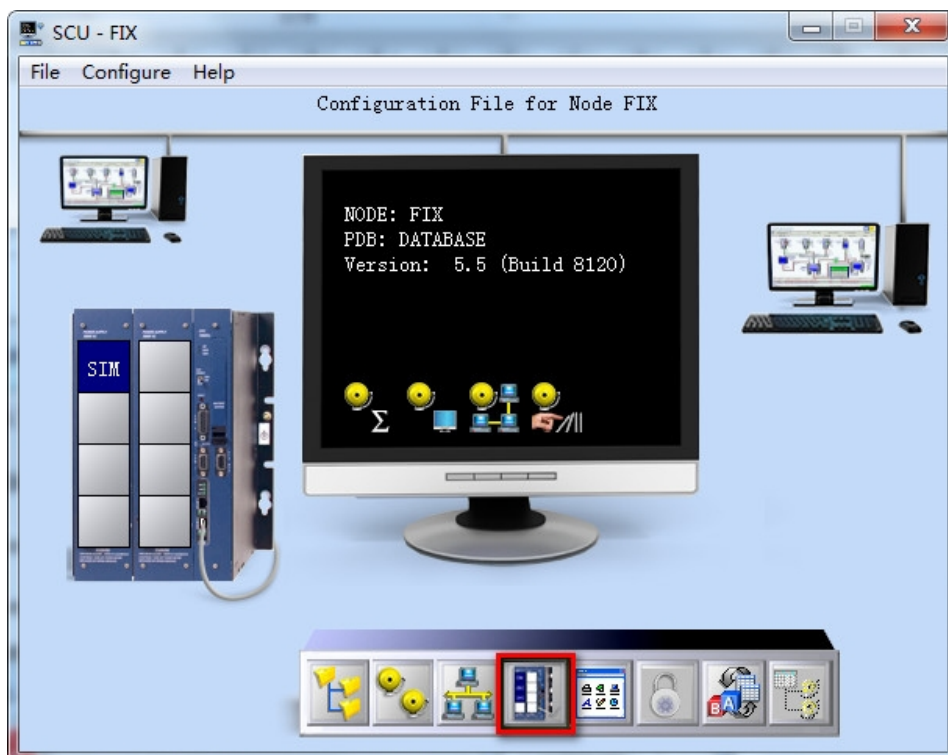 SCU - FIX
File Configure Help
Configuration File for Node FIX
NODE: FIX
PDB: DATABASE
Version: 5.5 (Build 8120)
SIM
Σ
B A